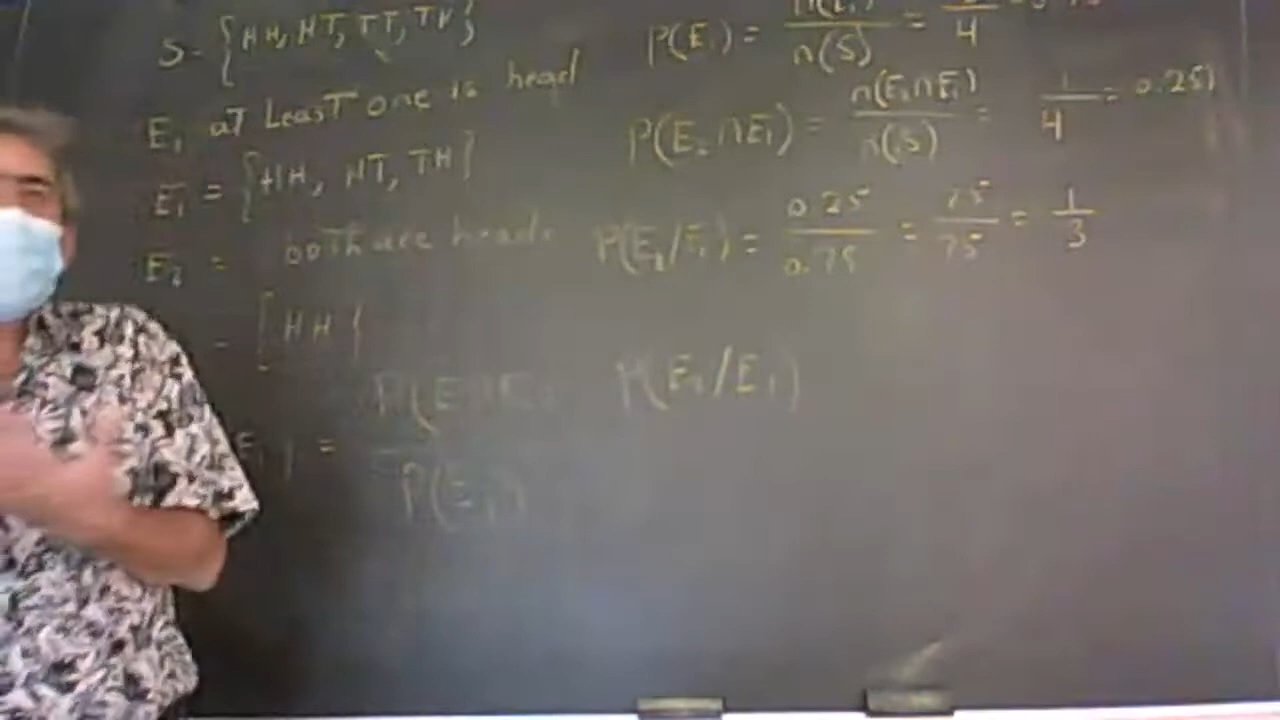 S = {HH, HT, TT, TH}
E1 at Least one is head
E1 = {HH, HT, TH}
E2 = both are heads
= {HH}
E1) = P(E P(E1)
P(E1) = n(E1)/n(S) = /4
P(E2∩E1) = n(E2∩E1)/n(S) = 1/4 = 0.25
P(E2/E1) = 0.25/0.75 = 25/75 = 1/3
P(E1/E1)